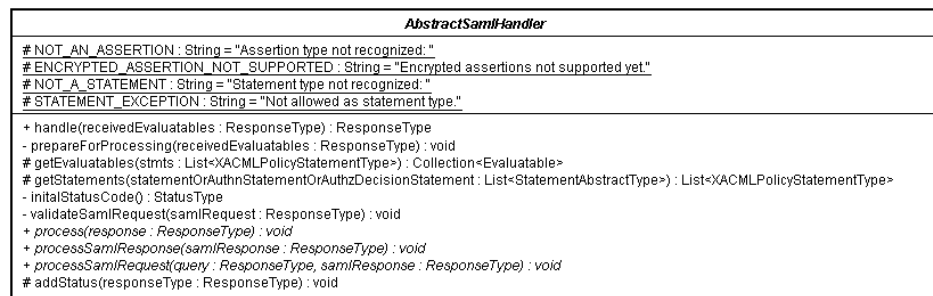 AbstractSamlHandler
# NOT_AN_ASSERTION : String = "Assertion type not recognized: "
# ENCRYPTED_ASSERTION_NOT_SUPPORTED : String = "Encrypted assertions not supported yet."
# NOT_A_STATEMENT : String = "Statement type not recognized: "
# STATEMENT_EXCEPTION : String = "Not allowed as statement type."
+ handle(receivedEvaluatables : ResponseType) : ResponseType
- prepareForProcessing(receivedEvaluatables : ResponseType) : void
# getEvaluatables(stmts : List<XACMLPolicyStatementType>) : Collection<Evaluatable>
# getStatements(statementOrAuthnStatementOrAuthzDecisionStatement : List<StatementAbstractType>) : List<XACMLPolicyStatementType>
- initalStatusCode() : StatusType
- validateSamlRequest(samlRequest : ResponseType) : void
+ process(response : ResponseType) : void
+ processSamlResponse(samlResponse : ResponseType) : void
+ processSamlRequest(query : ResponseType, samlResponse : ResponseType) : void
# addStatus(responseType : ResponseType) : void